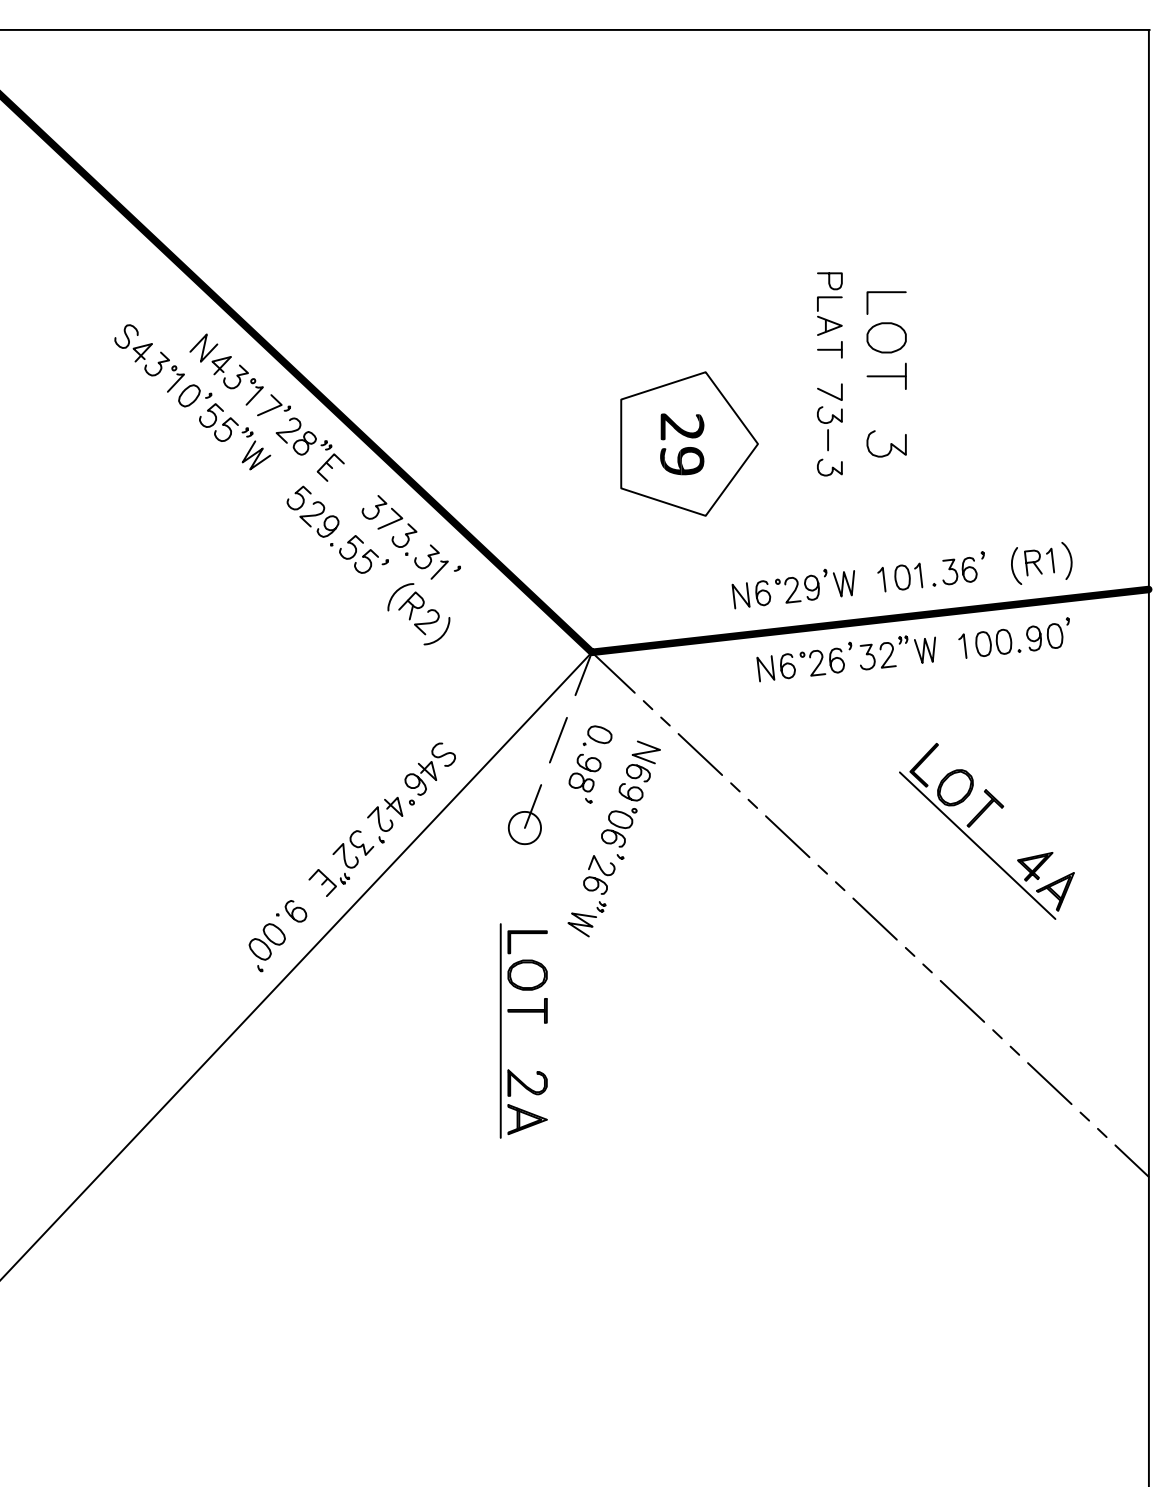 LOT 3
PLAT 73-3
29
N6°29'W 101.36' (R1)
N6°26'32"W 100.90'
N43°17'28"E 373.31'
S43°10'55"W 529.55' (R2)
LOT 4A
N69°06'26"W
0.98'
S46°42'32"E 9.00'
LOT 2A